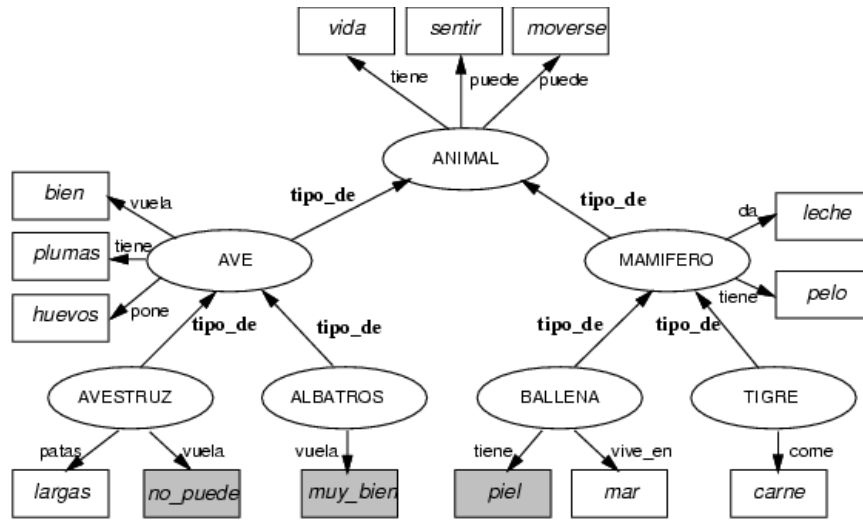 vida
sentir
moverse
tiene
puede
puede
ANIMAL
bien
vuela
tipo_de
tipo_de
da
leche
plumas
tiene
AVE
MAMIFERO
huevos
pone
tiene
pelo
tipo_de
tipo_de
tipo_de
tipo_de
AVESTRUZ
ALBATROS
BALLENA
TIGRE
patas
vuela
vuela
tiene
vive_en
come
largas
no_puede
muy_bien
piel
mar
carne